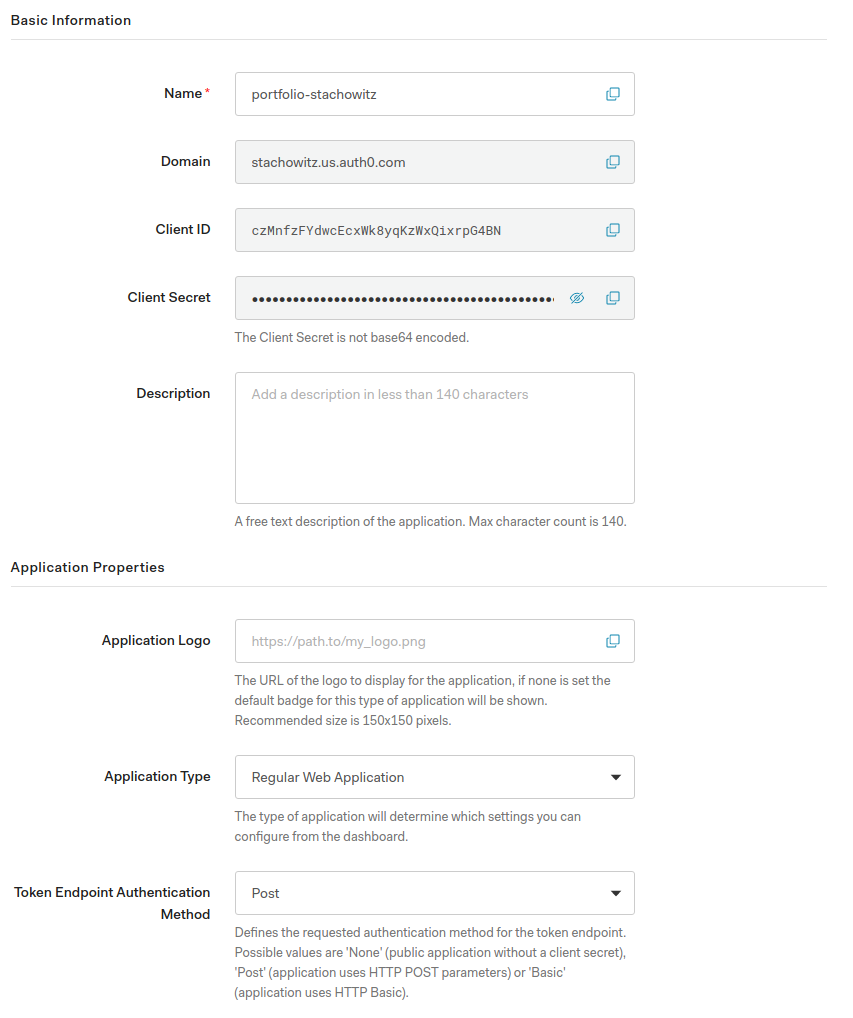 Basic Information
Name*
portfolio-stachowitz
Domain
stachowitz.us.auth0.com
Client ID
czMnfzFYdwcEcxWk8yqKzWxQixrpG4BN
Client Secret
••••••••••••••••••••••••••••••••••••••••••••
The Client Secret is not base64 encoded.
Description
Add a description in less than 140 characters
A free text description of the application. Max character count is 140.
Application Properties
Application Logo
https://path.to/my_logo.png
The URL of the logo to display for the application, if none is set the
default badge for this type of application will be shown.
Recommended size is 150x150 pixels.
Application Type
Regular Web Application
The type of application will determine which settings you can
configure from the dashboard.
Token Endpoint Authentication
Method
Post
Defines the requested authentication method for the token endpoint.
Possible values are 'None' (public application without a client secret),
'Post' (application uses HTTP POST parameters) or 'Basic'
(application uses HTTP Basic).